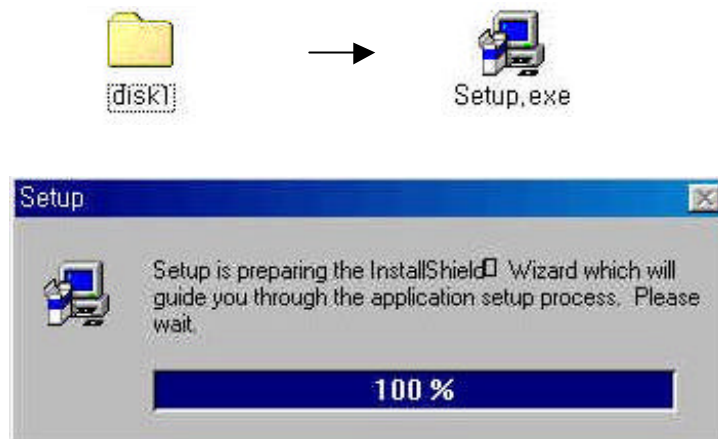 disk1
Setup.exe
Setup
Setup is preparing the InstallShield▯ Wizard which will
guide you through the application setup process. Please
wait.
100 %